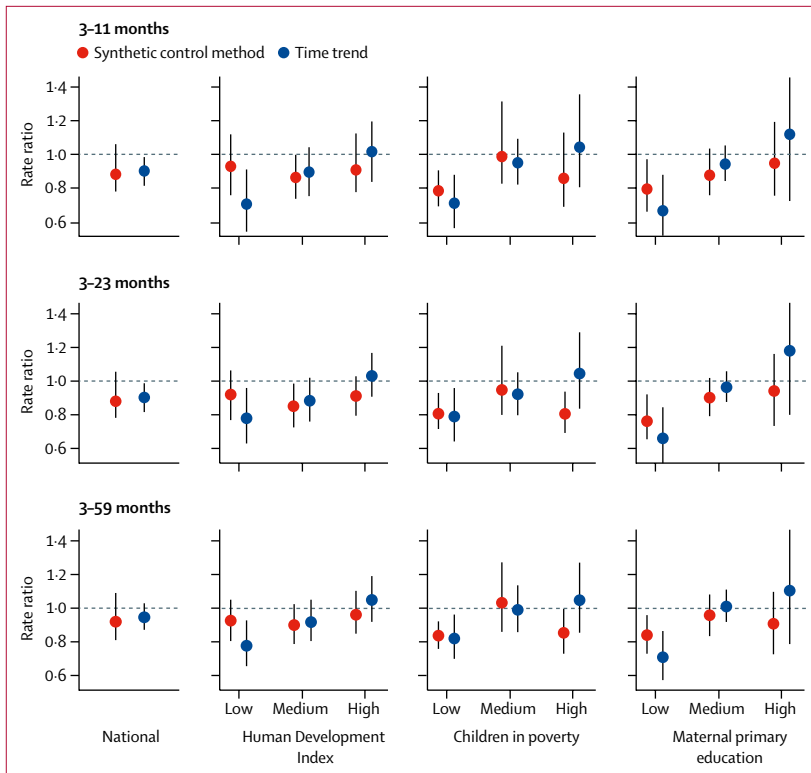 3–11 months
Synthetic control method Time trend
Rate ratio
1·4
1·2
1·0
0·8
0·6
3–23 months
Rate ratio
1·4
1·2
1·0
0·8
0·6
3–59 months
Rate ratio
1·4
1·2
1·0
0·8
0·6
Low Medium High Low Medium High Low Medium High
National Human Development Children in poverty Maternal primary
Index education